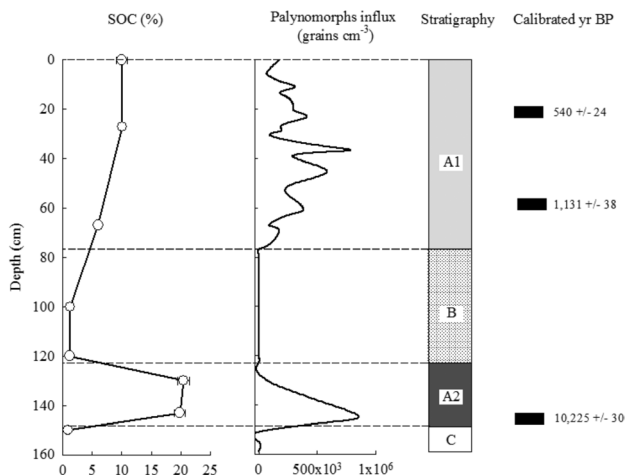 SOC (%)
Palynomorphs influx
(grains cm-3)
Stratigraphy
Calibrated yr BP
Depth (cm)
0
20
40
60
80
100
120
140
160
A1
B
A2
C
540 +/- 24
1,131 +/- 38
10,225 +/- 30
0 5 10 15 20 25
0 500x10³ 1x10⁶